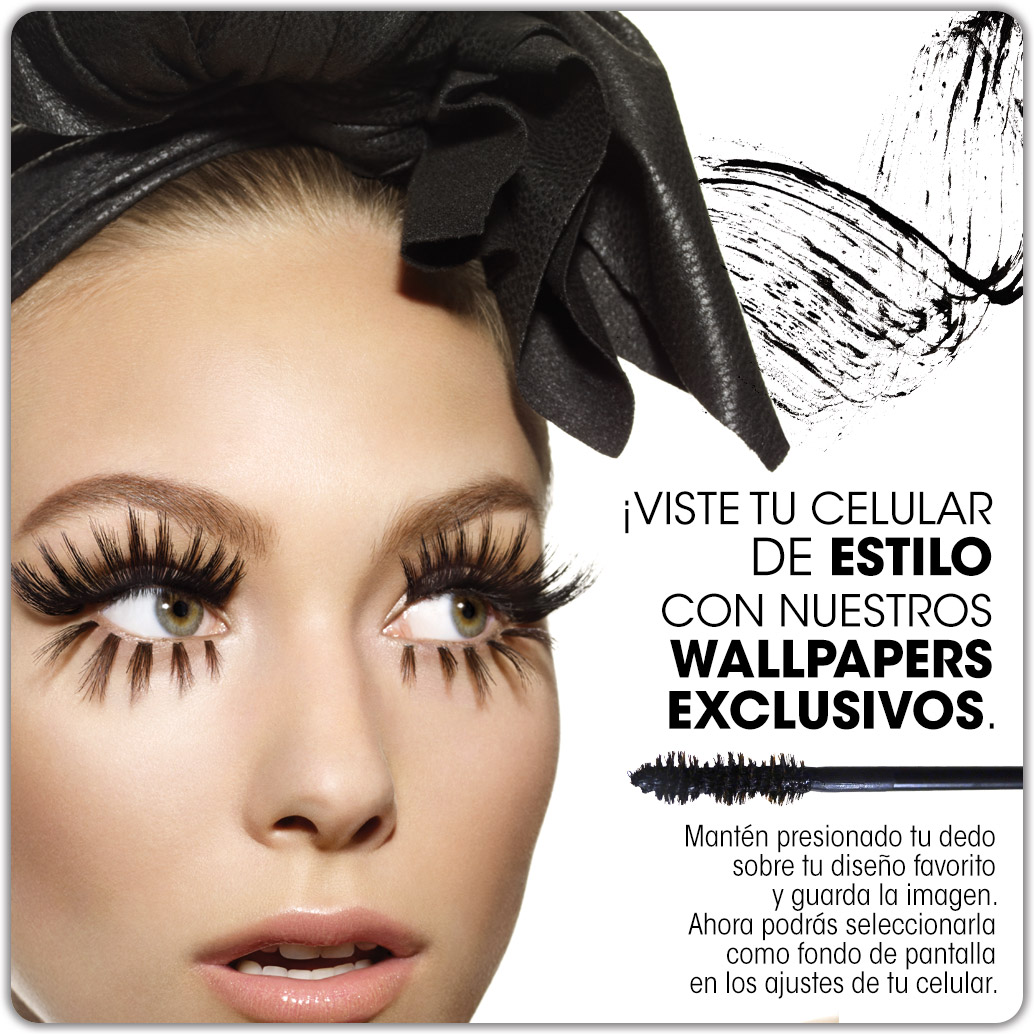 ¡VISTE TU CELULAR
DE ESTILO
CON NUESTROS
WALLPAPERS
EXCLUSIVOS.
Mantén presionado tu dedo
sobre tu diseño favorito
y guarda la imagen.
Ahora podrás seleccionarla
como fondo de pantalla
en los ajustes de tu celular.